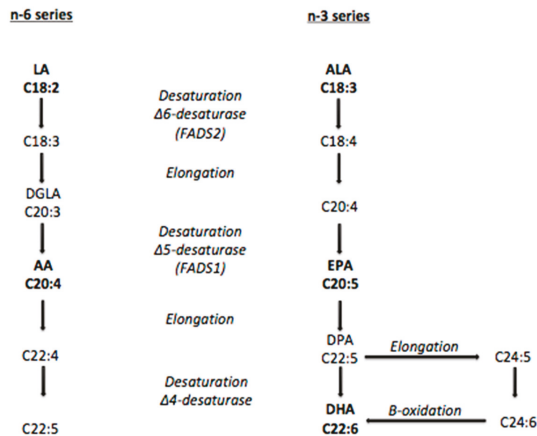 n-6 series
n-3 series
LA
C18:2
ALA
C18:3
Desaturation
Δ6-desaturase
(FADS2)
C18:3
C18:4
Elongation
DGLA
C20:3
C20:4
Desaturation
Δ5-desaturase
(FADS1)
AA
C20:4
EPA
C20:5
Elongation
C22:4
DPA
C22:5
Elongation
C24:5
Desaturation
Δ4-desaturase
C22:5
DHA
C22:6
B-oxidation
C24:6